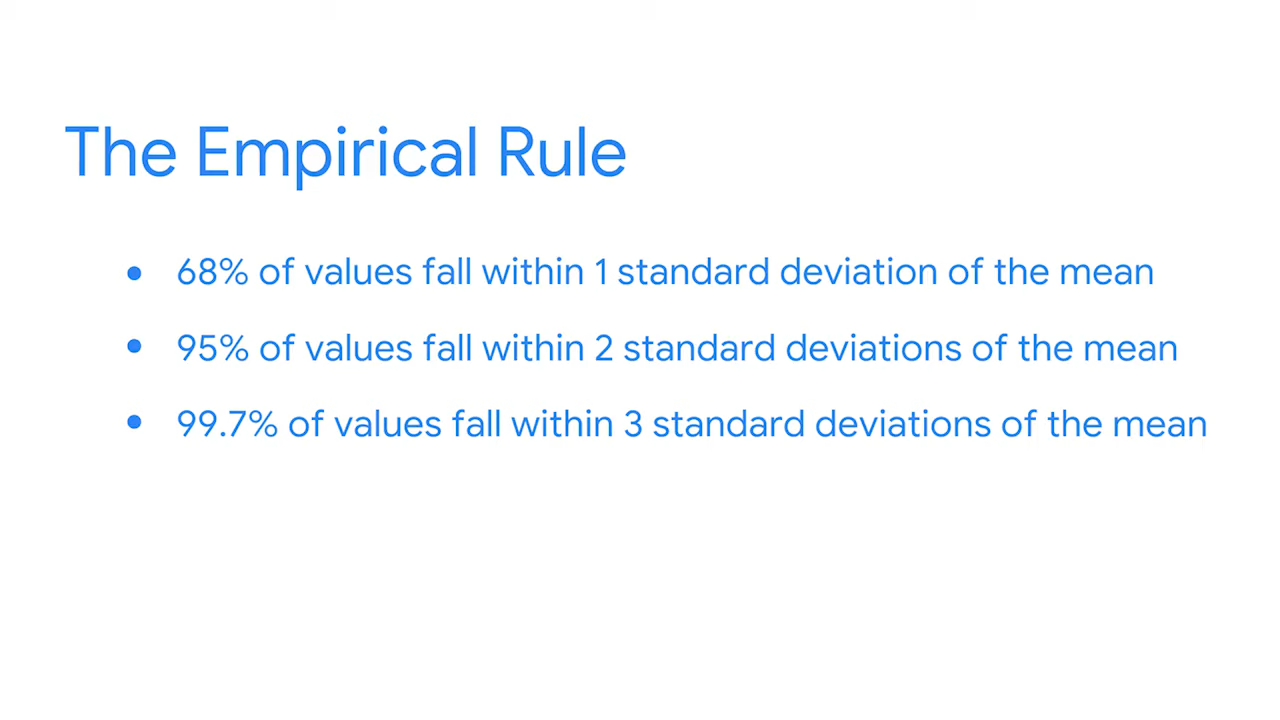 The Empirical Rule
• 68% of values fall within 1 standard deviation of the mean
• 95% of values fall within 2 standard deviations of the mean
• 99.7% of values fall within 3 standard deviations of the mean